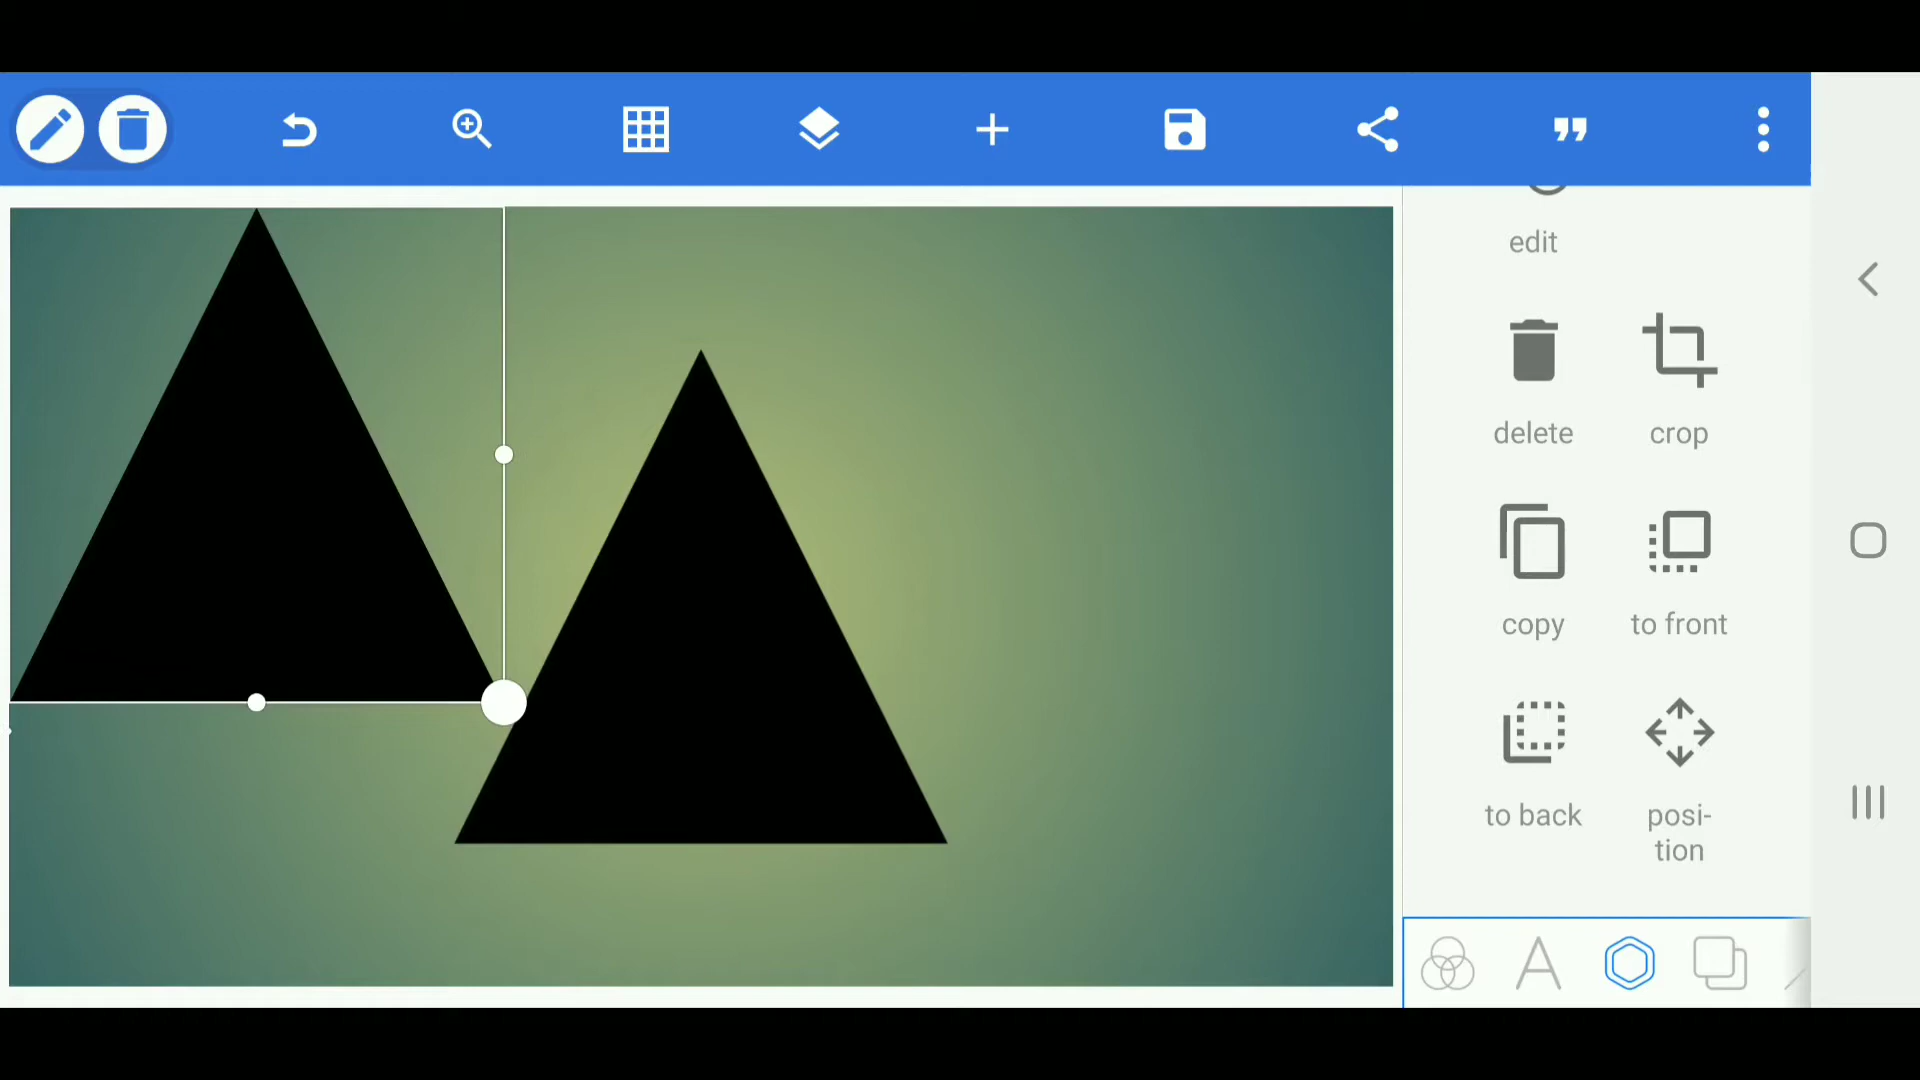 edit
delete
crop
copy
to front
to back
posi-
tion